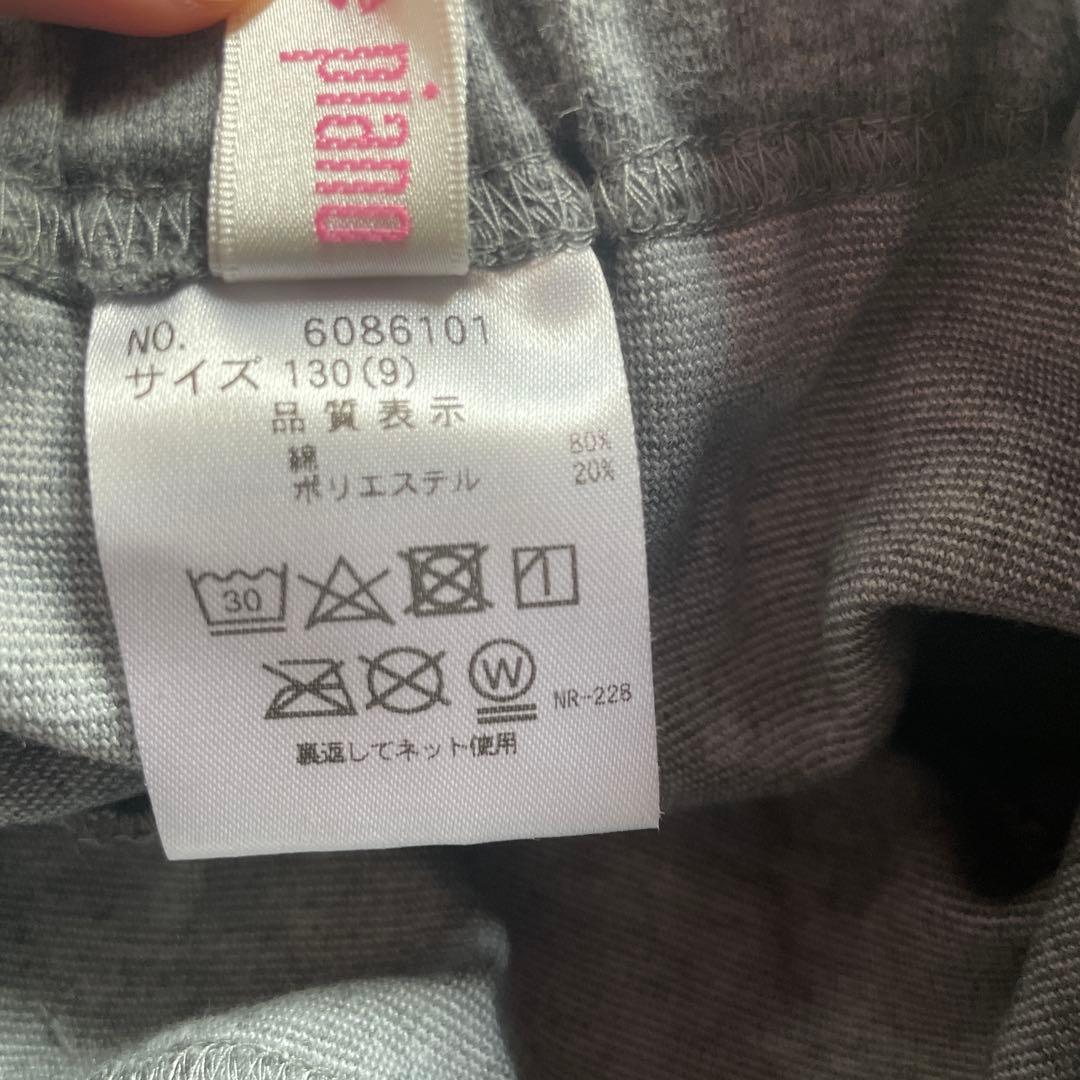 piano
NO. 6086101
サイズ 130(9)
品質表示
綿 80%
ポリエステル 20%
30
W NR-228
裏返してネット使用